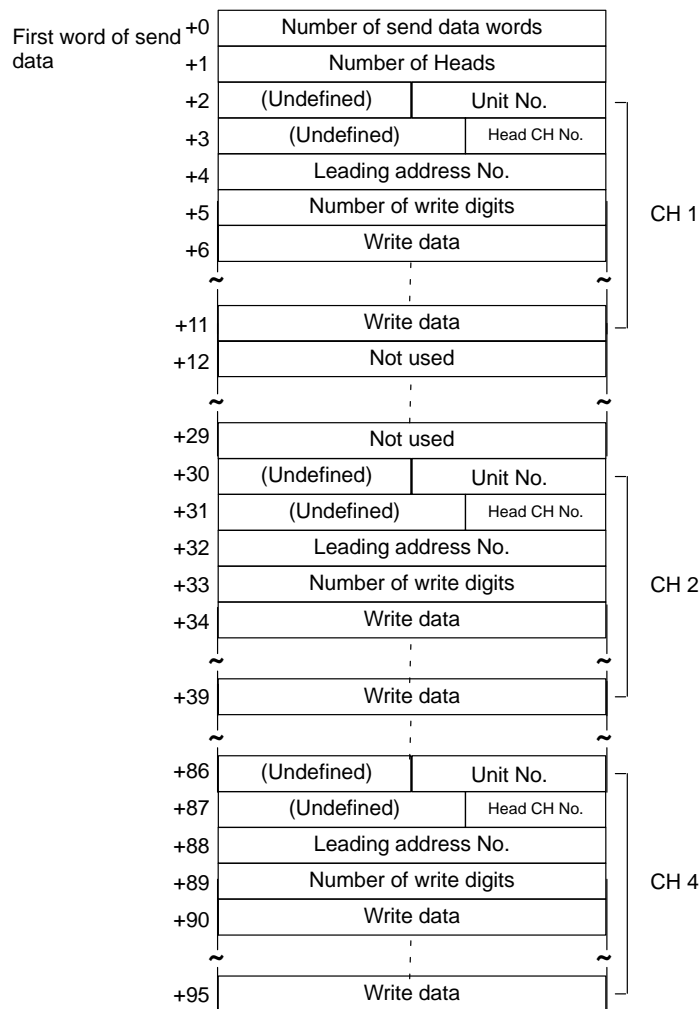 First word of send
data
+0 Number of send data words
+1 Number of Heads
+2 (Undefined) Unit No.
+3 (Undefined) Head CH No.
+4 Leading address No.
+5 Number of write digits
+6 Write data
~ ~
+11 Write data
+12 Not used
~ ~
CH 1
+29 Not used
+30 (Undefined) Unit No.
+31 (Undefined) Head CH No.
+32 Leading address No.
+33 Number of write digits
+34 Write data
~ ~
+39 Write data
~ ~
CH 2
+86 (Undefined) Unit No.
+87 (Undefined) Head CH No.
+88 Leading address No.
+89 Number of write digits
+90 Write data
~ ~
+95 Write data
CH 4